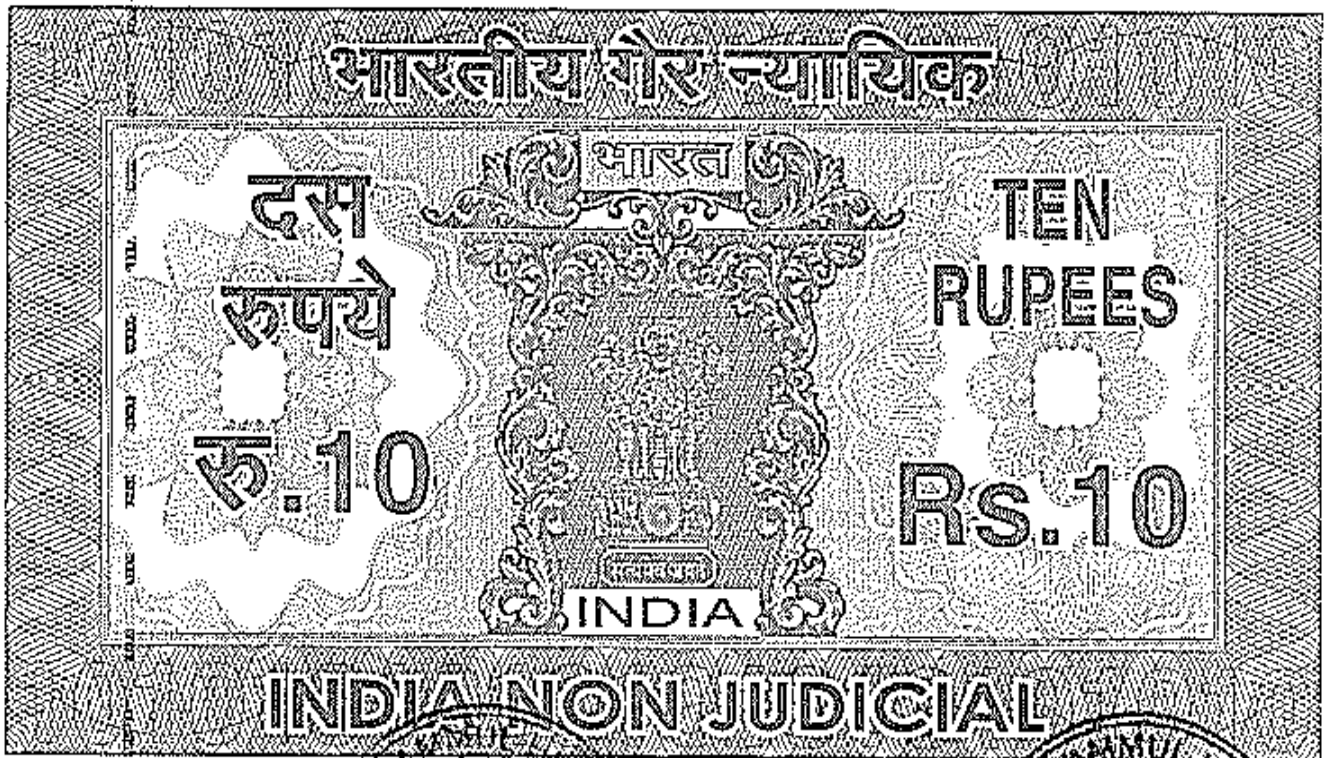 भारतीय गैर न्यायिक
भारत
दस
रुपये
रु.10
TEN
RUPEES
Rs.10
INDIA
INDIA NON JUDICIAL